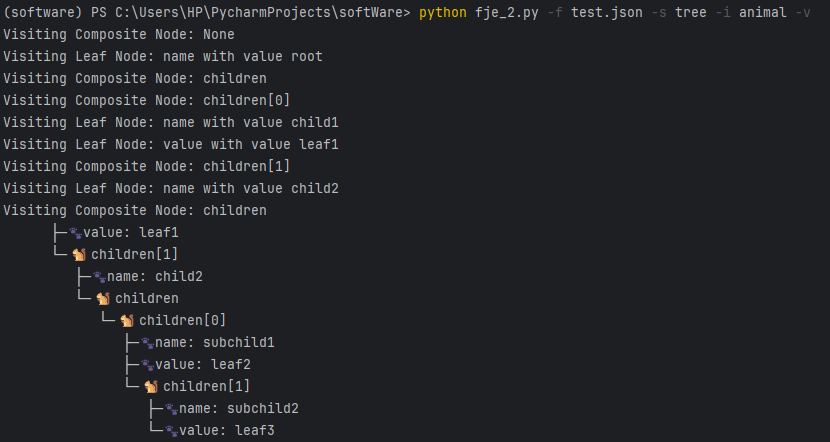 (software) PS C:\Users\HP\PycharmProjects\softWare> python fje_2.py -f test.json -s tree -i animal -v
Visiting Composite Node: None
Visiting Leaf Node: name with value root
Visiting Composite Node: children
Visiting Composite Node: children[0]
Visiting Leaf Node: name with value child1
Visiting Leaf Node: value with value leaf1
Visiting Composite Node: children[1]
Visiting Leaf Node: name with value child2
Visiting Composite Node: children
├─🐾value: leaf1
└─🐿️children[1]
├─🐾name: child2
└─🐿️children
└─🐿️children[0]
├─🐾name: subchild1
├─🐾value: leaf2
└─🐿️children[1]
├─🐾name: subchild2
└─🐾value: leaf3